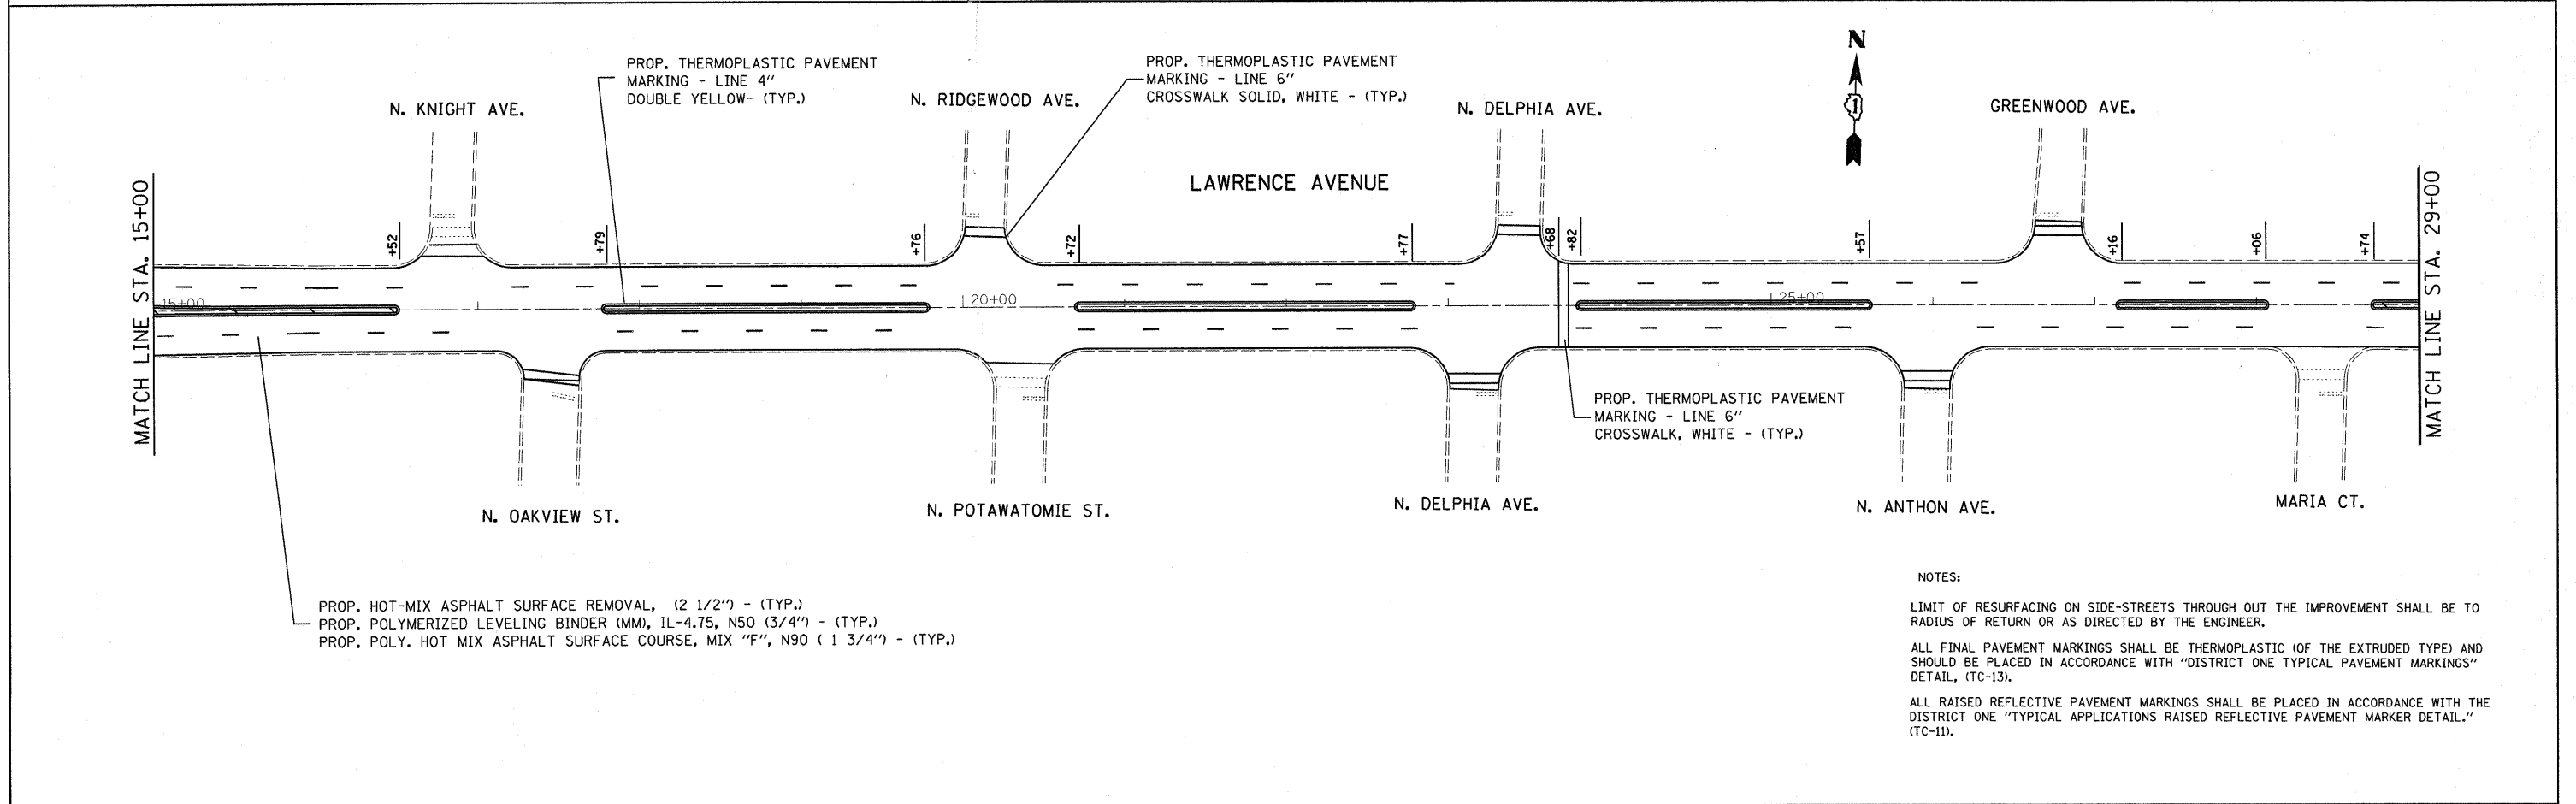 PROP. THERMOPLASTIC PAVEMENT
MARKING - LINE 4"
DOUBLE YELLOW- (TYP.)
PROP. THERMOPLASTIC PAVEMENT
MARKING - LINE 6"
CROSSWALK SOLID, WHITE - (TYP.)
N
1
N. KNIGHT AVE.
N. RIDGEWOOD AVE.
N. DELPHIA AVE.
GREENWOOD AVE.
LAWRENCE AVENUE
MATCH LINE STA. 15+00
+52
+79
+76
+72
+77
+68
+82
+57
+16
+06
+74
MATCH LINE STA. 29+00
15+00
20+00
25+00
PROP. THERMOPLASTIC PAVEMENT
MARKING - LINE 6"
CROSSWALK, WHITE - (TYP.)
N. OAKVIEW ST.
N. POTAWATOMIE ST.
N. DELPHIA AVE.
N. ANTHON AVE.
MARIA CT.
PROP. HOT-MIX ASPHALT SURFACE REMOVAL, (2 1/2") - (TYP.)
PROP. POLYMERIZED LEVELING BINDER (MM), IL-4.75, N50 (3/4") - (TYP.)
PROP. POLY. HOT MIX ASPHALT SURFACE COURSE, MIX "F", N90 ( 1 3/4") - (TYP.)
NOTES:
LIMIT OF RESURFACING ON SIDE-STREETS THROUGH OUT THE IMPROVEMENT SHALL BE TO
RADIUS OF RETURN OR AS DIRECTED BY THE ENGINEER.
ALL FINAL PAVEMENT MARKINGS SHALL BE THERMOPLASTIC (OF THE EXTRUDED TYPE) AND
SHOULD BE PLACED IN ACCORDANCE WITH "DISTRICT ONE TYPICAL PAVEMENT MARKINGS"
DETAIL, (TC-13).
ALL RAISED REFLECTIVE PAVEMENT MARKINGS SHALL BE PLACED IN ACCORDANCE WITH THE
DISTRICT ONE "TYPICAL APPLICATIONS RAISED REFLECTIVE PAVEMENT MARKER DETAIL."
(TC-11).